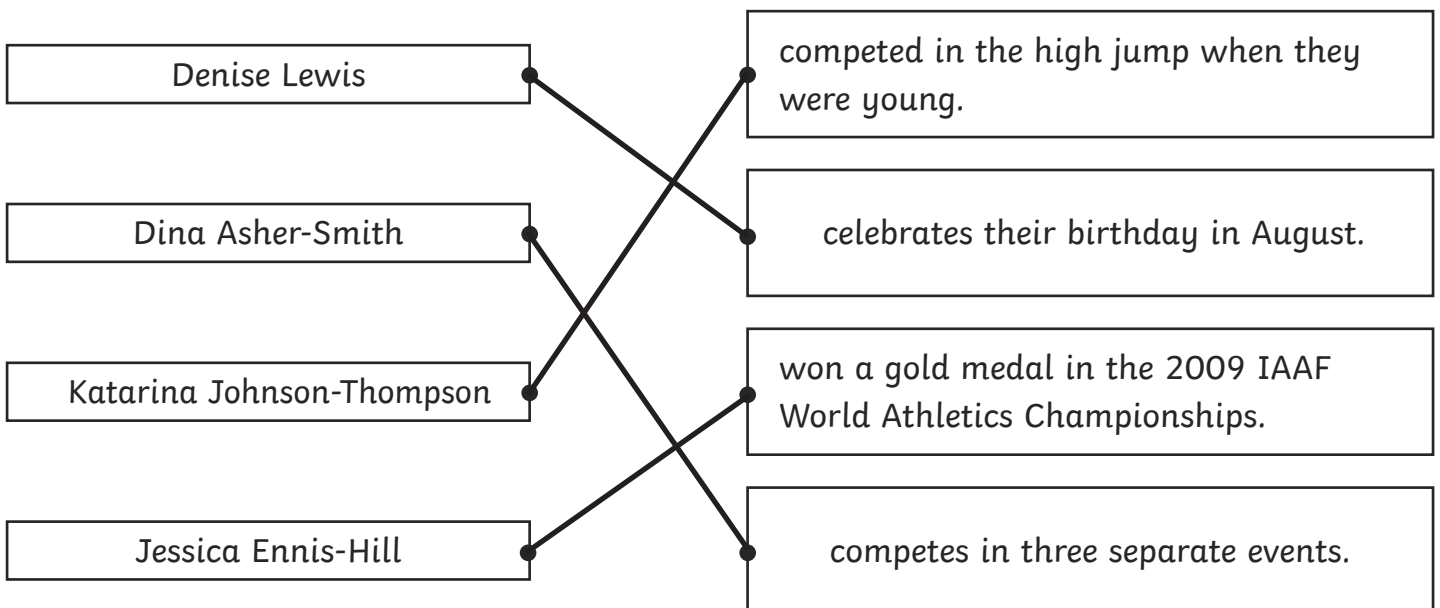 Denise Lewis
Dina Asher-Smith
Katarina Johnson-Thompson
Jessica Ennis-Hill
competed in the high jump when they
were young.
celebrates their birthday in August.
won a gold medal in the 2009 IAAF
World Athletics Championships.
competes in three separate events.